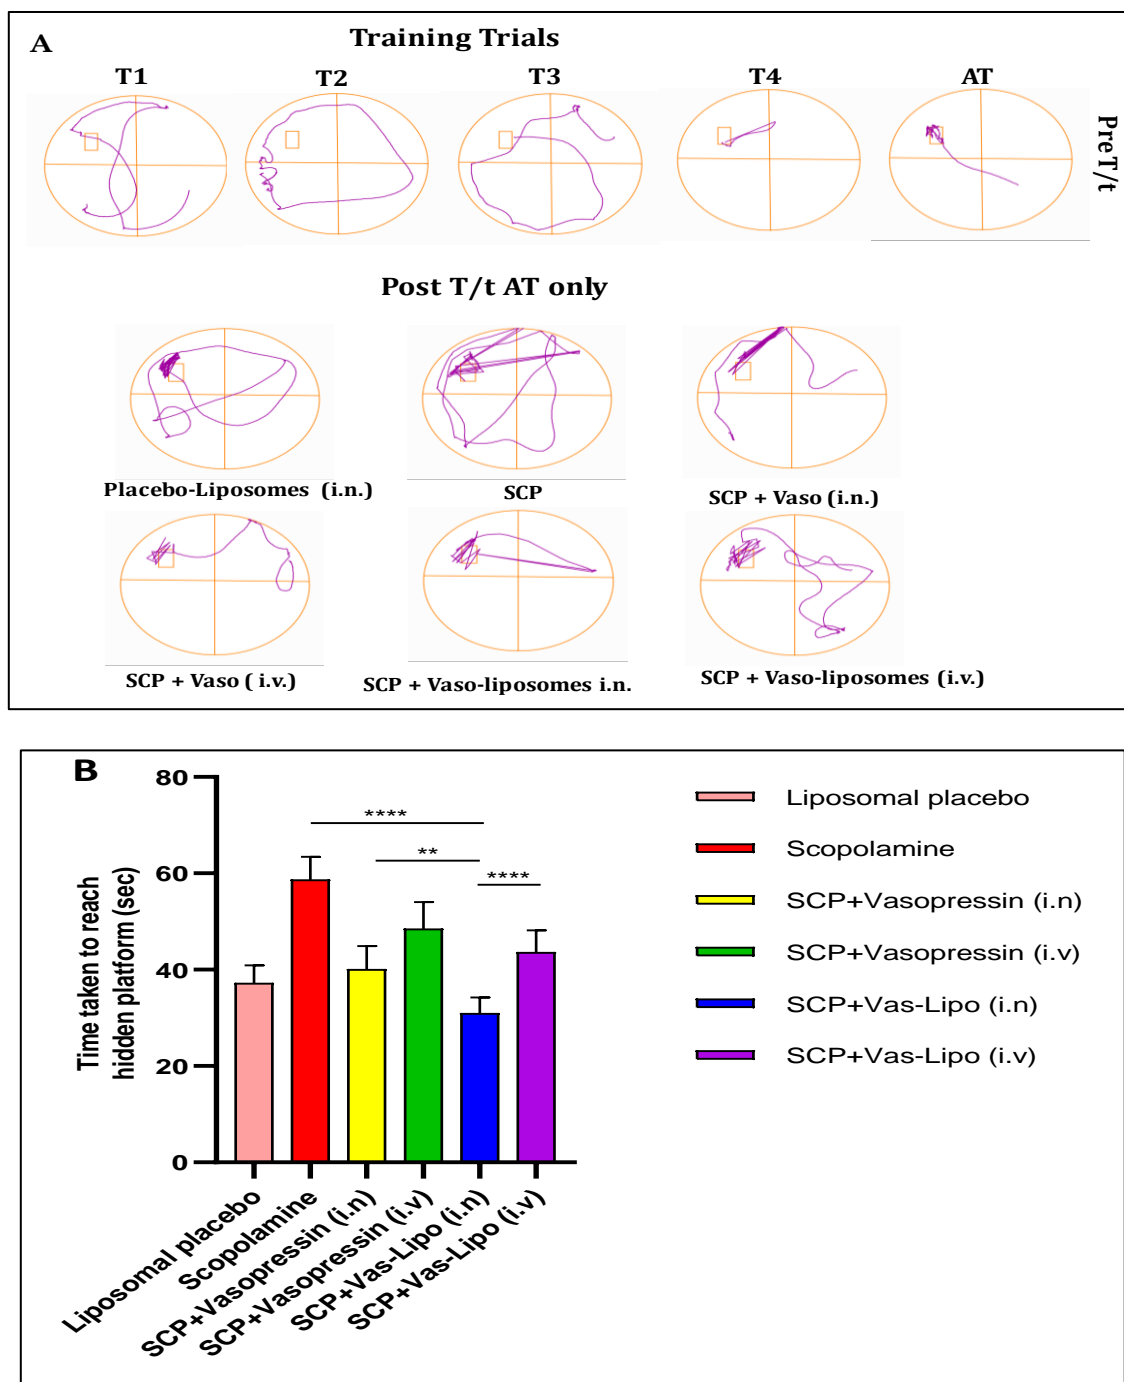 A
Training Trials
T1 T2 T3 T4 AT
PreT/t
Post T/t AT only
Placebo-Liposomes (i.n.) SCP SCP + Vaso (i.n.)
SCP + Vaso ( i.v.) SCP + Vaso-liposomes i.n. SCP + Vaso-liposomes (i.v.)
B
80
60
40
20
0
Time taken to reach
hidden platform (sec)
****
**
****
Liposomal placebo
Scopolamine
SCP+Vasopressin (i.n)
SCP+Vasopressin (i.v)
SCP+Vas-Lipo (i.n)
SCP+Vas-Lipo (i.v)
Liposomal placebo
Scopolamine
SCP+Vasopressin (i.n)
SCP+Vasopressin (i.v)
SCP+Vas-Lipo (i.n)
SCP+Vas-Lipo (i.v)